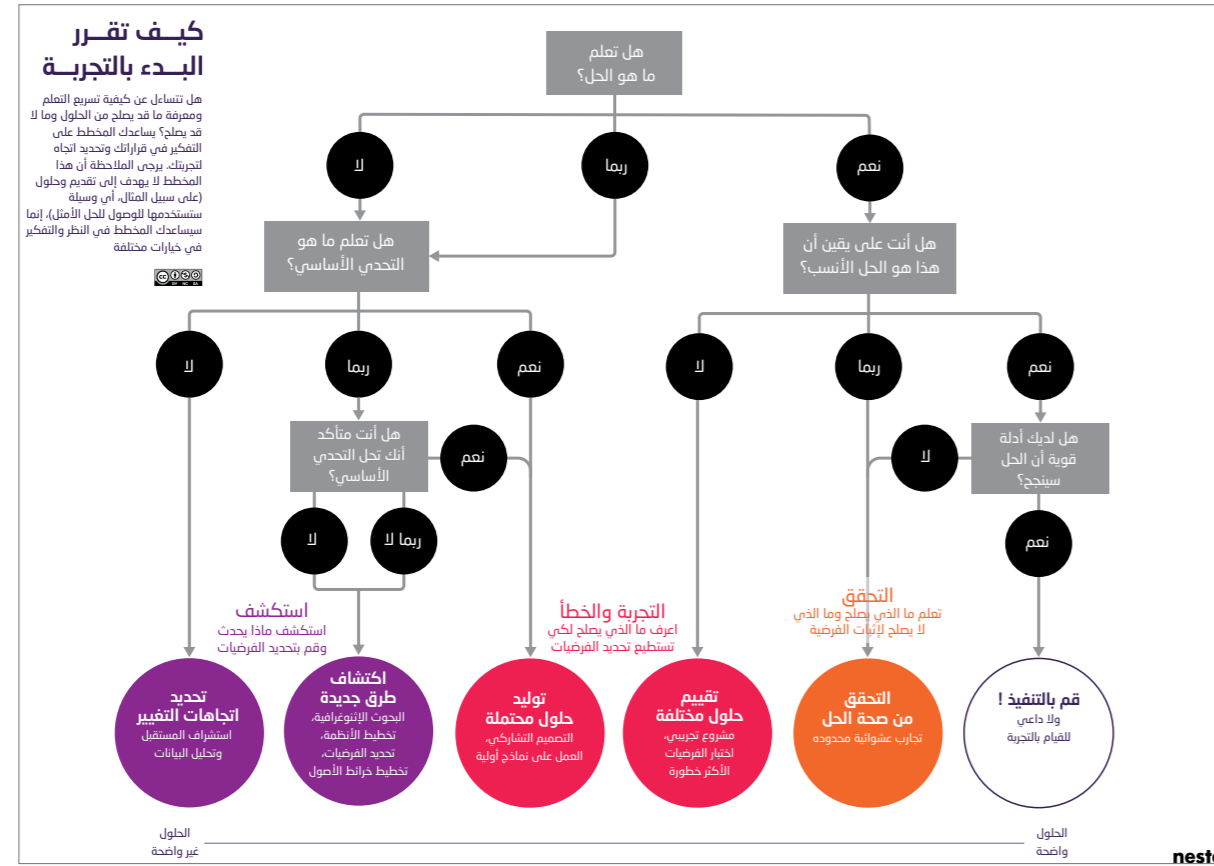 كيف تقرر
البدء بالتجربة
هل تتساءل عن كيفية تسريع التعلم
ومعرفة ما قد يصلح من الحلول وما لا
قد يصلح؟ يساعدك المخطط على
التفكير في قراراتك وتحديد اتجاه
لتجربتك. يرجى الملاحظة أن هذا
المخطط لا يهدف إلى تقديم وحلول
(على سبيل المثال، أي وسيلة
ستستخدمها للوصول للحل الأمثل)، إنما
سيساعدك المخطط في النظر والتفكير
في خيارات مختلفة
cc
BY NC SA
هل تعلم
ما هو الحل؟
نعم
ربما
لا
هل أنت على يقين أن
هذا هو الحل الأنسب؟
هل تعلم ما هو
التحدي الأساسي؟
نعم
ربما
لا
نعم
ربما
لا
هل لديك أدلة
قوية أن الحل
سينجح؟
لا
نعم
هل أنت متأكد
أنك تحل التحدي
الأساسي؟
نعم
ربما لا
لا
التحقق
تعلم ما الذي يصلح وما الذي
لا يصلح لإثبات الفرضية
التجربة والخطأ
اعرف ما الذي يصلح لكي
تستطيع تحديد الفرضيات
استكشف
استكشف ماذا يحدث
وقم بتحديد الفرضيات
قم بالتنفيذ !
ولا داعي
للقيام بالتجربة
التحقق
من صحة الحل
تجارب عشوائية محدوده
تقييم
حلول مختلفة
مشروع تجريبي،
اختبار الفرضيات
الأكثر خطورة
توليد
حلول محتملة
التصميم التشاركي،
العمل على نماذج أولية
اكتشاف
طرق جديدة
البحوث الإثنوغرافية،
تخطيط الأنظمة،
تحديد الفرضيات،
تخطيط خرائط الأصول
تحديد
اتجاهات التغيير
استشراف المستقبل
وتحليل البيانات
الحلول
واضحة
الحلول
غير واضحة